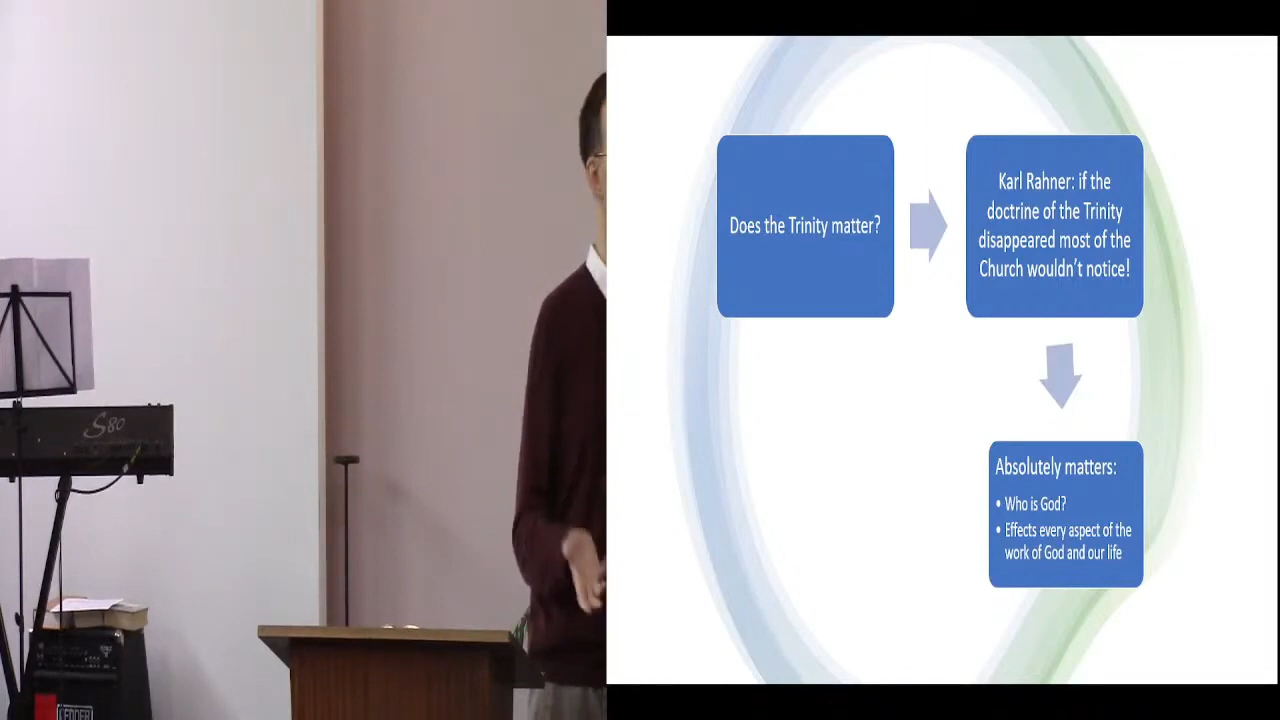 Does the Trinity matter?
Karl Rahner: if the
doctrine of the Trinity
disappeared most of the
Church wouldn't notice!
Absolutely matters:
• Who is God?
• Effects every aspect of the
work of God and our life
S80
FENDER